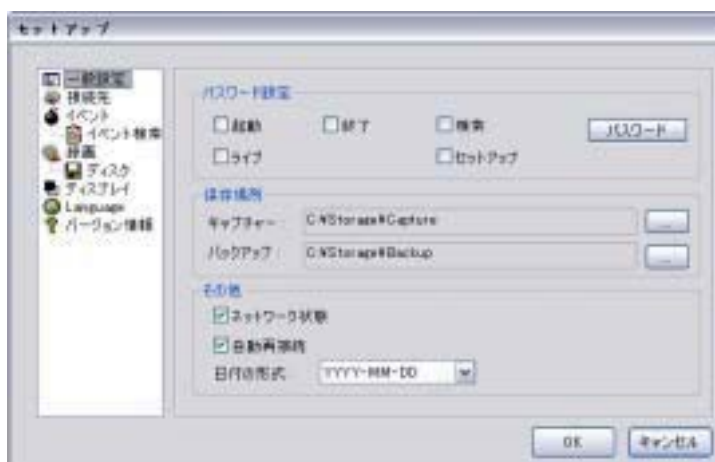 セットアップ
一般設定
接続先
イベント
イベント検索
録画
ディスク
ディスプレイ
Language
バージョン情報
パスワード設定
起動 終了 検索 パスワード
ライブ セットアップ
保存場所
キャプチャー C:¥Storage¥Capture ...
バックアップ C:¥Storage¥Backup ...
その他
ネットワーク状態
自動再接続
日付の形式 YYYY-MM-DD
OK キャンセル